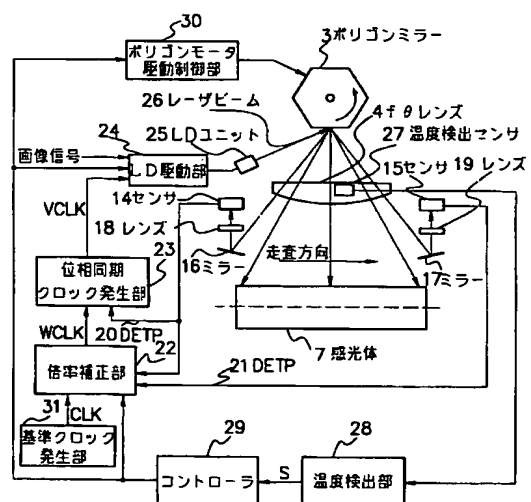 30
ポリゴンモータ
駆動制御部
3ポリゴンミラー
26レーザビーム
4fθレンズ
24
25LDユニット
27温度検出センサ
画像信号
LD駆動部
14センサ
15センサ
19レンズ
VCLK
18レンズ
16ミラー
走査方向
17ミラー
位相同期
クロック発生部
23
20DETP
WCLK
22
21DETP
7感光体
倍率補正部
31
CLK
基準クロック
発生部
29
28
コントローラ
S
温度検出部